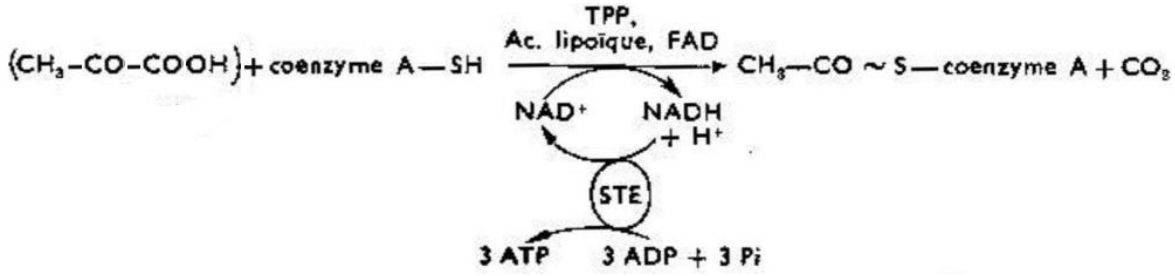 TPP,
Ac. lipoïque, FAD
(CH₃–CO–COOH)+coenzyme A—SH → CH₃—CO ~ S—coenzyme A + CO₂
NAD⁺ NADH
+ H⁺
STE
3 ATP 3 ADP + 3 Pi